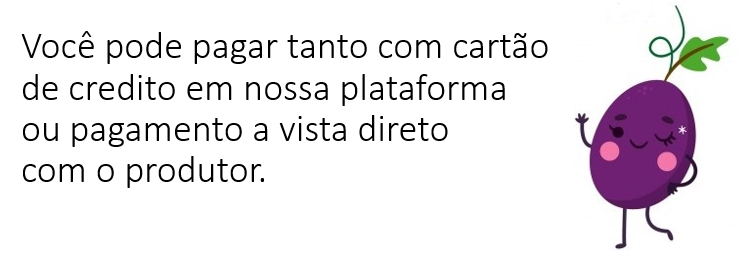 Você pode pagar tanto com cartão
de credito em nossa plataforma
ou pagamento a vista direto
com o produtor.